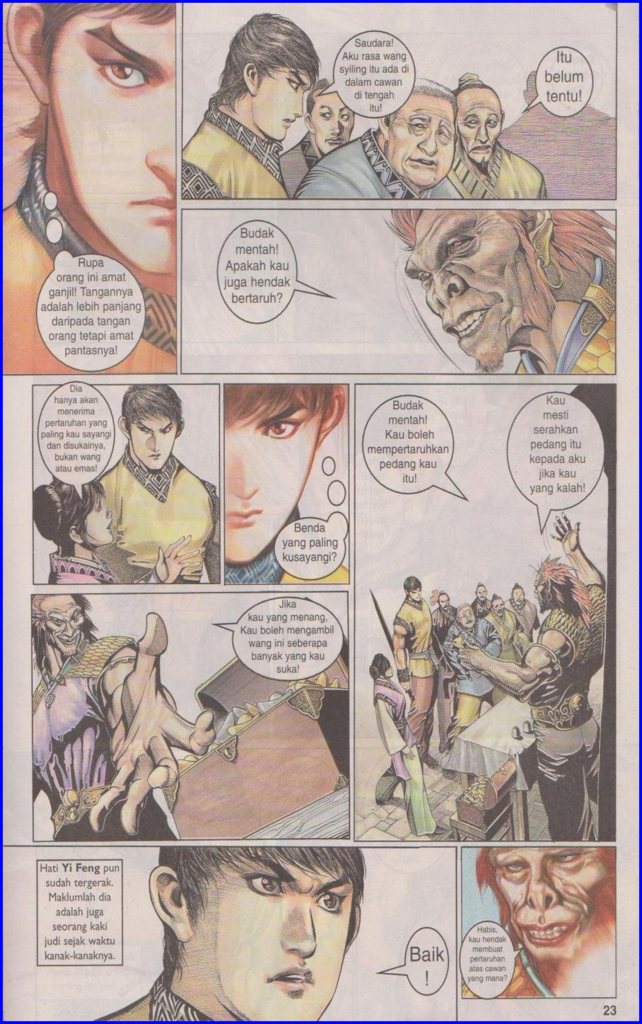 Rupa
orang ini amat
ganjil! Tangannya
adalah lebih panjang
daripada tangan
orang tetapi amat
pantasnya!
Saudara!
Aku rasa wang
syiling itu ada di
dalam cawan
di tengah
itu!
Itu
belum
tentu!
Budak
mentah!
Apakah kau
juga hendak
bertaruh?
Dia
hanya akan
menerima
pertaruhan yang
paling kau sayangi
dan disukainya,
bukan wang
atau emas!
Benda
yang paling
kusayangi?
Budak
mentah!
Kau boleh
mempertaruhkan
pedang kau
itu!
Kau
mesti
serahkan
pedang itu
kepada aku
jika kau
yang kalah!
Jika
kau yang menang,
Kau boleh mengambil
wang ini seberapa
banyak yang kau
suka!
Hati Yi Feng pun
sudah tergerak.
Maklumlah dia
adalah juga
seorang kaki
judi sejak waktu
kanak-kanaknya.
Baik
!
Habis,
kau hendak
membuat
pertaruhan
atas cawan
yang mana?
23